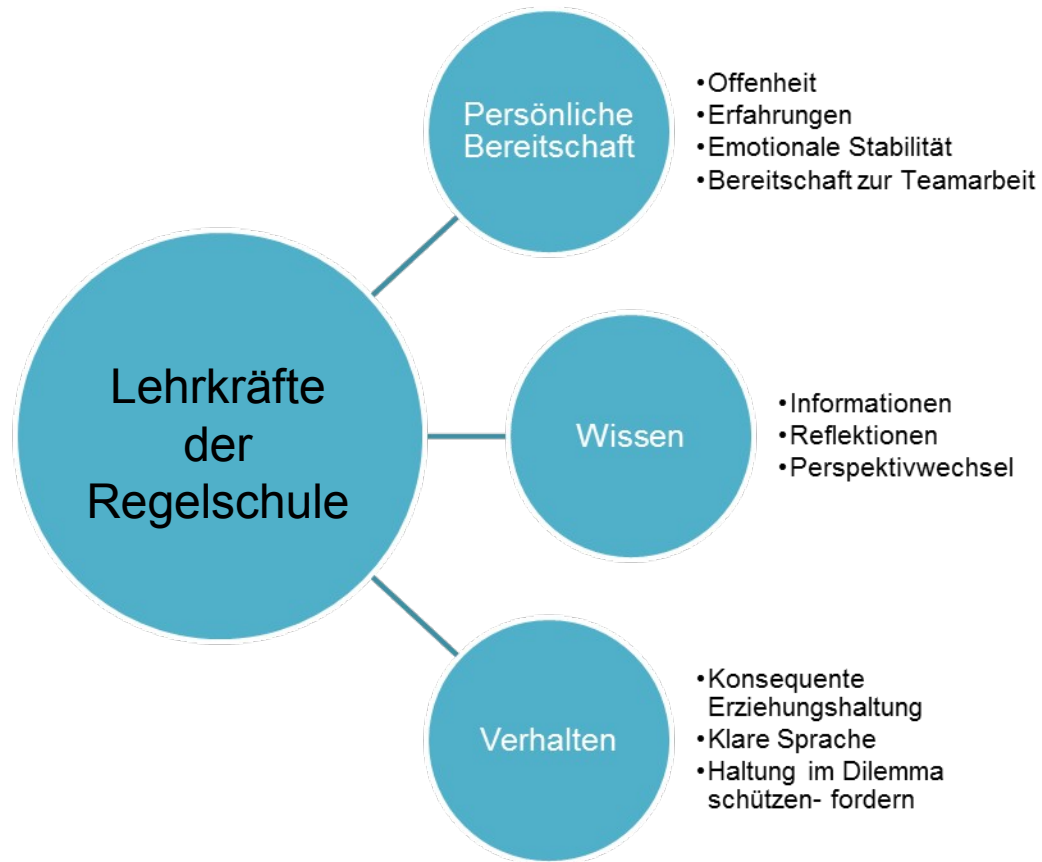 Persönliche
Bereitschaft
•Offenheit
•Erfahrungen
•Emotionale Stabilität
•Bereitschaft zur Teamarbeit
Lehrkräfte
der
Regelschule
Wissen
•Informationen
•Reflektionen
•Perspektivwechsel
Verhalten
•Konsequente
Erziehungshaltung
•Klare Sprache
•Haltung im Dilemma
schützen- fordern